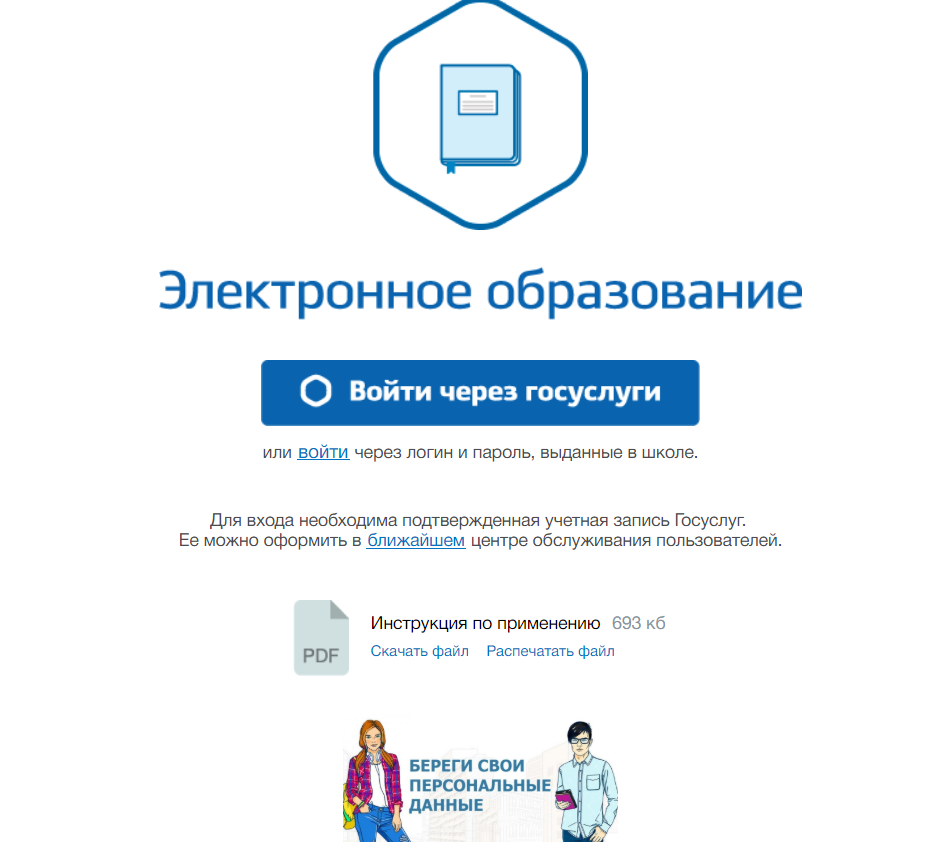 Электронное образование
Войти через госуслуги
или войти через логин и пароль, выданные в школе.
Для входа необходима подтвержденная учетная запись Госуслуг.
Ее можно оформить в ближайшем центре обслуживания пользователей.
PDF
Инструкция по применению 693 кб
Скачать файл Распечатать файл
БЕРЕГИ СВОИ
ПЕРСОНАЛЬНЫЕ
ДАННЫЕ